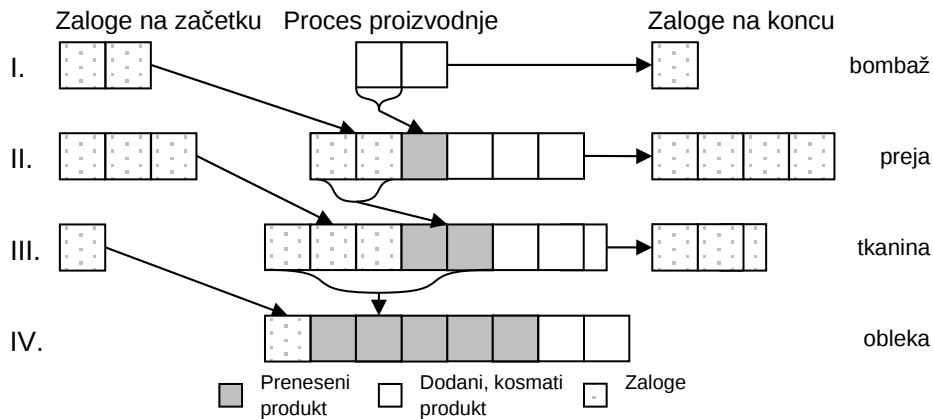 Zaloge na začetku Proces proizvodnje Zaloge na koncu
I. bombaž
II. preja
III. tkanina
IV. obleka
Preneseni produkt
Dodani, kosmati produkt
Zaloge